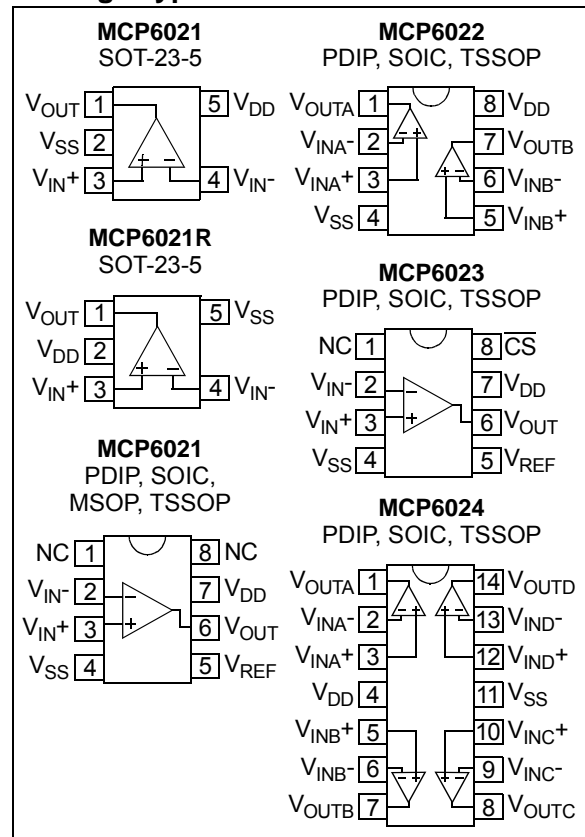 MCP6021
SOT-23-5
VOUT 1 5 VDD
VSS 2
VIN+ 3 4 VIN-
+ –
MCP6021R
SOT-23-5
VOUT 1 5 VSS
VDD 2
VIN+ 3 4 VIN-
+ –
MCP6021
PDIP, SOIC,
MSOP, TSSOP
NC 1 8 NC
VIN- 2 – 7 VDD
VIN+ 3 + 6 VOUT
VSS 4 5 VREF
MCP6022
PDIP, SOIC, TSSOP
VOUTA 1 8 VDD
VINA- 2 - + 7 VOUTB
VINA+ 3 + - 6 VINB-
VSS 4 5 VINB+
MCP6023
PDIP, SOIC, TSSOP
NC 1 8 CS
VIN- 2 – 7 VDD
VIN+ 3 + 6 VOUT
VSS 4 5 VREF
MCP6024
PDIP, SOIC, TSSOP
VOUTA 1 14 VOUTD
VINA- 2 - + + - 13 VIND-
VINA+ 3 12 VIND+
VDD 4 11 VSS
VINB+ 5 10 VINC+
VINB- 6 - + + - 9 VINC-
VOUTB 7 8 VOUTC